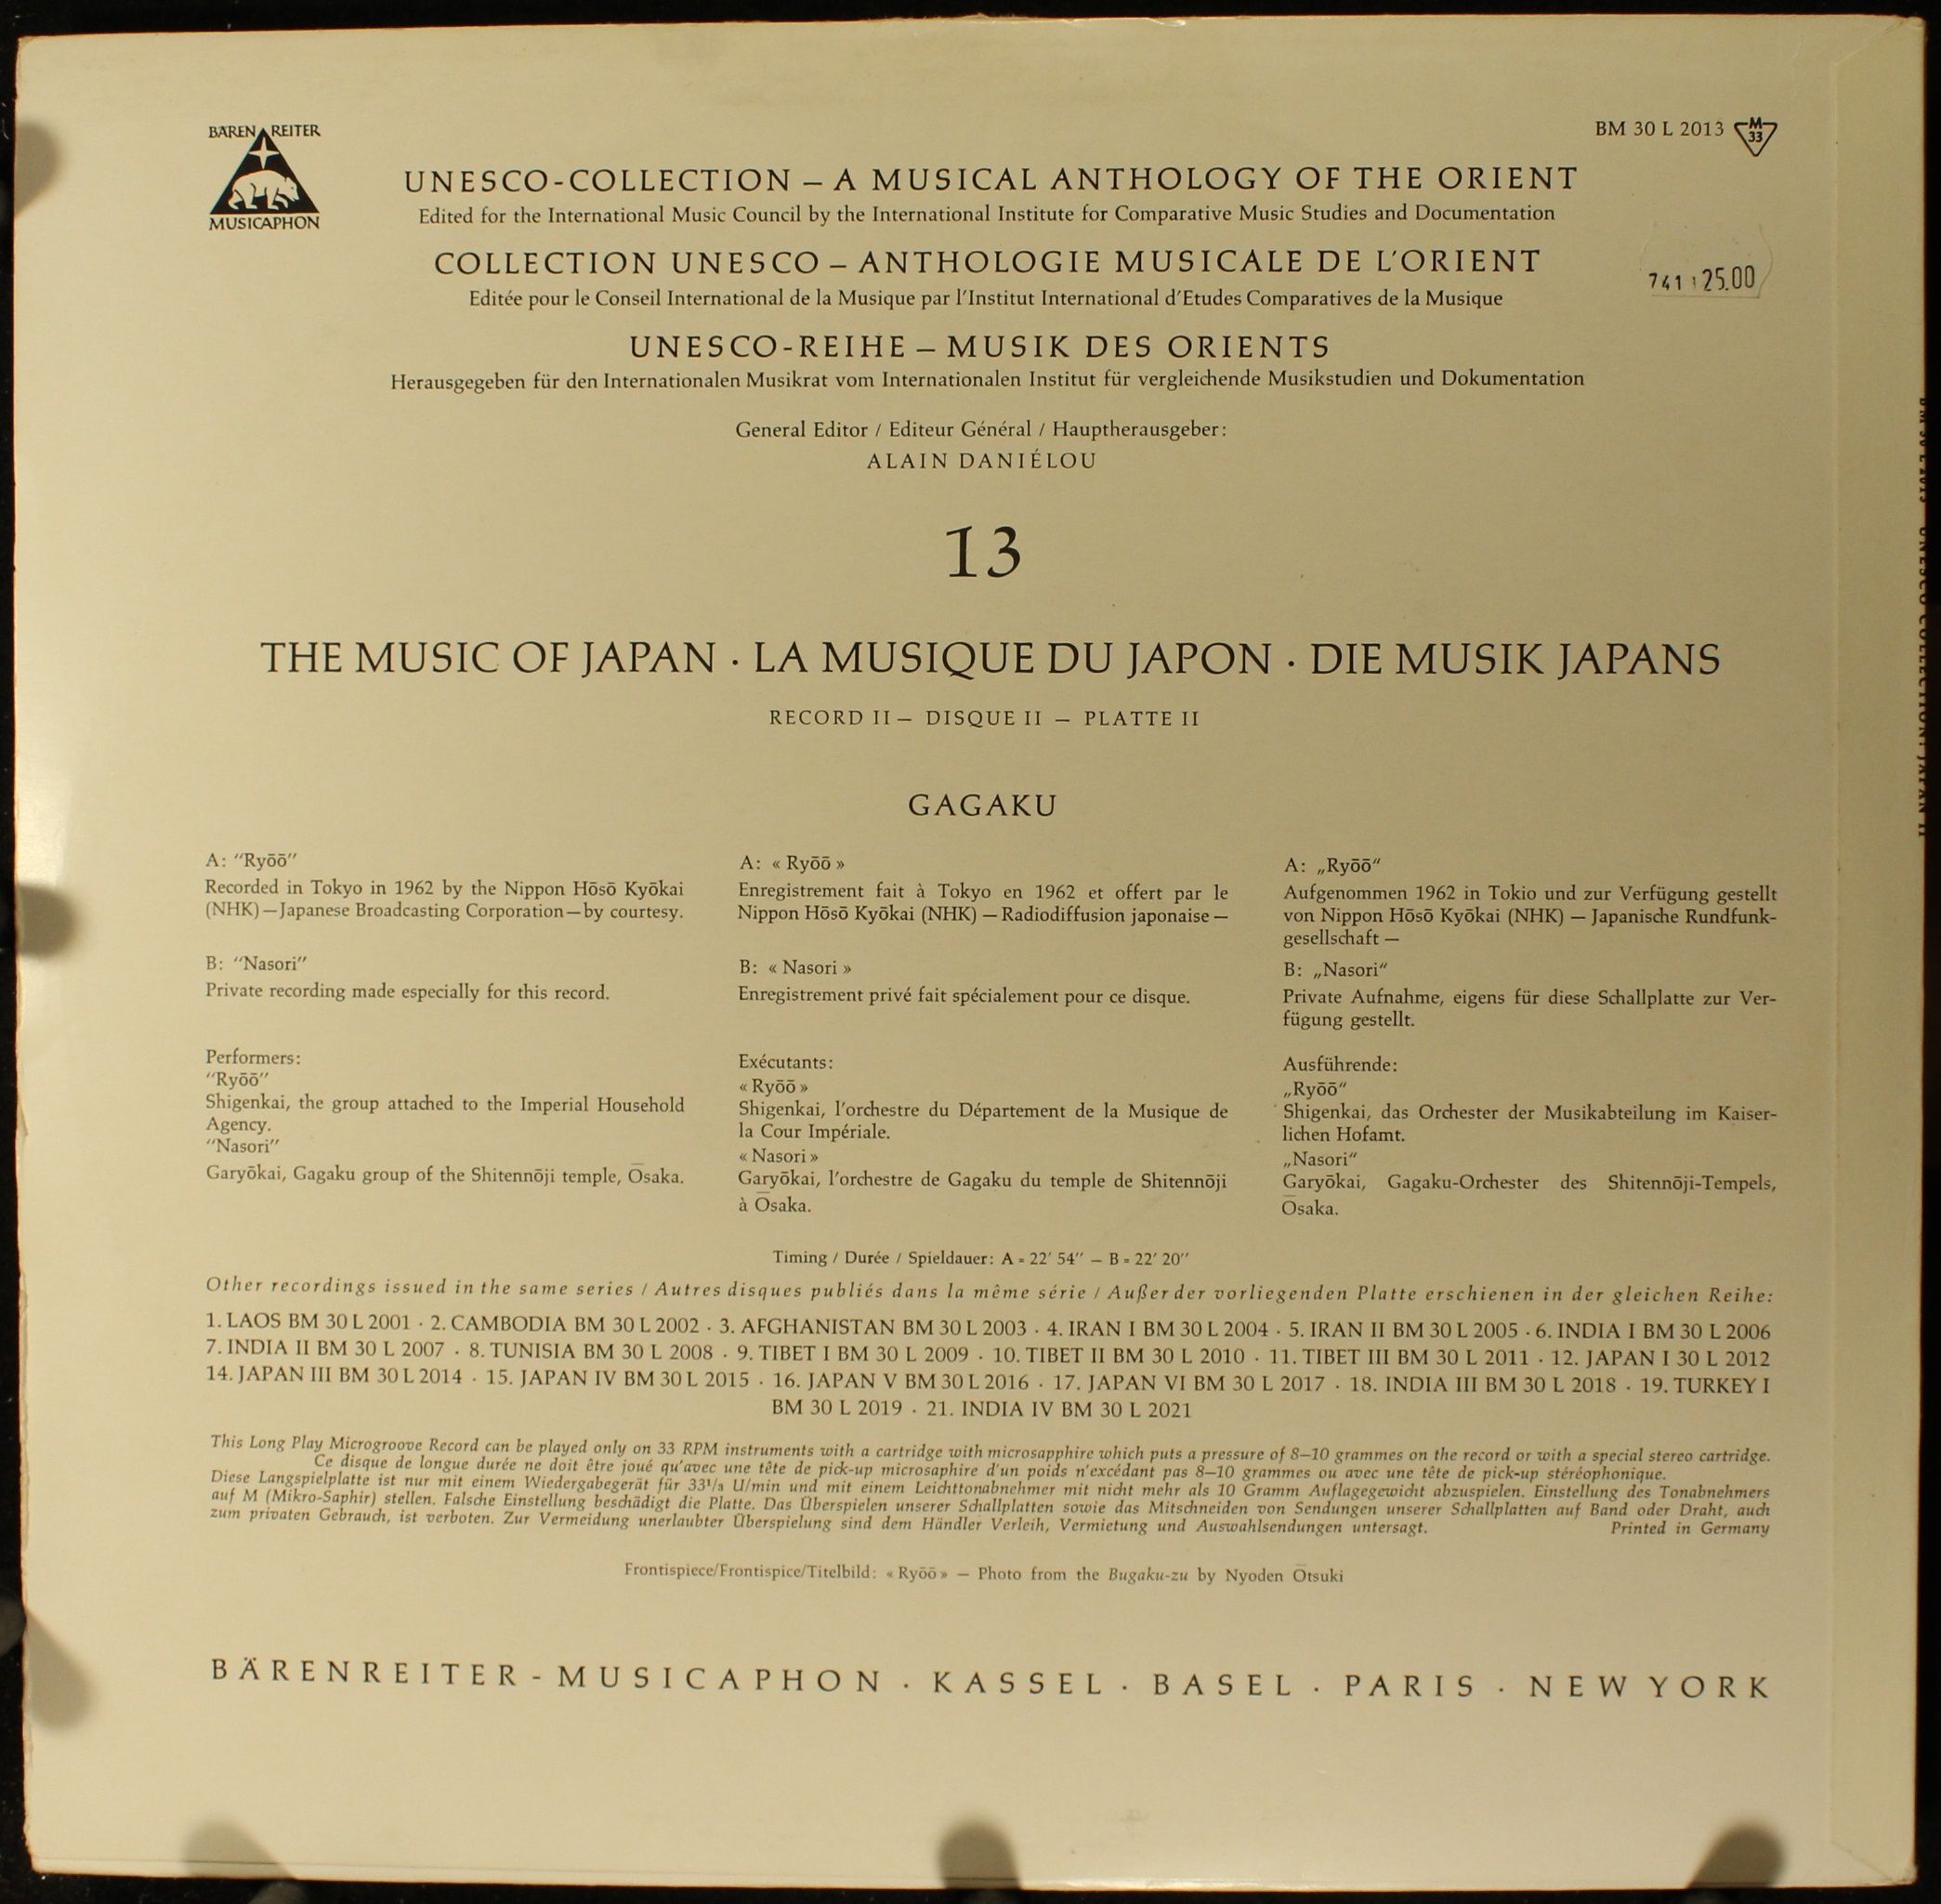 BÄRENREITER
MUSICAPHON
BM 30 L 2013 M 33
UNESCO-COLLECTION – A MUSICAL ANTHOLOGY OF THE ORIENT
Edited for the International Music Council by the International Institute for Comparative Music Studies and Documentation
COLLECTION UNESCO – ANTHOLOGIE MUSICALE DE L'ORIENT
Editée pour le Conseil International de la Musique par l'Institut International d'Etudes Comparatives de la Musique
741 25.00
UNESCO-REIHE – MUSIK DES ORIENTS
Herausgegeben für den Internationalen Musikrat vom Internationalen Institut für vergleichende Musikstudien und Dokumentation
General Editor / Editeur Général / Hauptherausgeber:
ALAIN DANIÉLOU
13
THE MUSIC OF JAPAN · LA MUSIQUE DU JAPON · DIE MUSIK JAPANS
RECORD II – DISQUE II – PLATTE II
GAGAKU
A: “Ryōō”
Recorded in Tokyo in 1962 by the Nippon Hōsō Kyōkai
(NHK) — Japanese Broadcasting Corporation — by courtesy.
B: “Nasori”
Private recording made especially for this record.
Performers:
“Ryōō”
Shigenkai, the group attached to the Imperial Household
Agency.
“Nasori”
Garyōkai, Gagaku group of the Shitennōji temple, Ōsaka.
A: « Ryōō »
Enregistrement fait à Tokyo en 1962 et offert par le
Nippon Hōsō Kyōkai (NHK) — Radiodiffusion japonaise —
B: « Nasori »
Enregistrement privé fait spécialement pour ce disque.
Exécutants:
« Ryōō »
Shigenkai, l'orchestre du Département de la Musique de
la Cour Impériale.
« Nasori »
Garyōkai, l'orchestre de Gagaku du temple de Shitennōji
à Ōsaka.
A: „Ryōō“
Aufgenommen 1962 in Tokio und zur Verfügung gestellt
von Nippon Hōsō Kyōkai (NHK) — Japanische Rundfunk-
gesellschaft —
B: „Nasori“
Private Aufnahme, eigens für diese Schallplatte zur Ver-
fügung gestellt.
Ausführende:
„Ryōō“
Shigenkai, das Orchester der Musikabteilung im Kaiser-
lichen Hofamt.
„Nasori“
Garyōkai, Gagaku-Orchester des Shitennōji-Tempels,
Ōsaka.
Timing / Durée / Spieldauer: A = 22' 54'' – B = 22' 20''
Other recordings issued in the same series / Autres disques publiés dans la même série / Außer der vorliegenden Platte erschienen in der gleichen Reihe:
1. LAOS BM 30 L 2001 · 2. CAMBODIA BM 30 L 2002 · 3. AFGHANISTAN BM 30 L 2003 · 4. IRAN I BM 30 L 2004 · 5. IRAN II BM 30 L 2005 · 6. INDIA I BM 30 L 2006
7. INDIA II BM 30 L 2007 · 8. TUNISIA BM 30 L 2008 · 9. TIBET I BM 30 L 2009 · 10. TIBET II BM 30 L 2010 · 11. TIBET III BM 30 L 2011 · 12. JAPAN I 30 L 2012
14. JAPAN III BM 30 L 2014 · 15. JAPAN IV BM 30 L 2015 · 16. JAPAN V BM 30 L 2016 · 17. JAPAN VI BM 30 L 2017 · 18. INDIA III BM 30 L 2018 · 19. TURKEY I
BM 30 L 2019 · 21. INDIA IV BM 30 L 2021
This Long Play Microgroove Record can be played only on 33 RPM instruments with a cartridge with microsapphire which puts a pressure of 8–10 grammes on the record or with a special stereo cartridge.
Ce disque de longue durée ne doit être joué qu'avec une tête de pick-up microsaphire d'un poids n'excédant pas 8–10 grammes ou avec une tête de pick-up stéréophonique.
Diese Langspielplatte ist nur mit einem Wiedergabegerät für 33¹/₃ U/min und mit einem Leichttonabnehmer mit nicht mehr als 10 Gramm Auflagegewicht abzuspielen. Einstellung des Tonabnehmers
auf M (Mikro-Saphir) stellen. Falsche Einstellung beschädigt die Platte. Das Überspielen unserer Schallplatten sowie das Mitschneiden von Sendungen unserer Schallplatten auf Band oder Draht, auch
zum privaten Gebrauch, ist verboten. Zur Vermeidung unerlaubter Überspielung sind dem Händler Verleih, Vermietung und Auswahlsendungen untersagt. Printed in Germany
Frontispiece/Frontispice/Titelbild: « Ryōō » — Photo from the Bugaku-zu by Nyoden Ōtsuki
BÄRENREITER-MUSICAPHON · KASSEL · BASEL · PARIS · NEW YORK